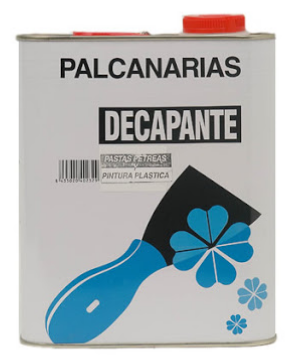 PALCANARIAS
DECAPANTE
PASTAS PETREAS
PINTURA PLASTICA